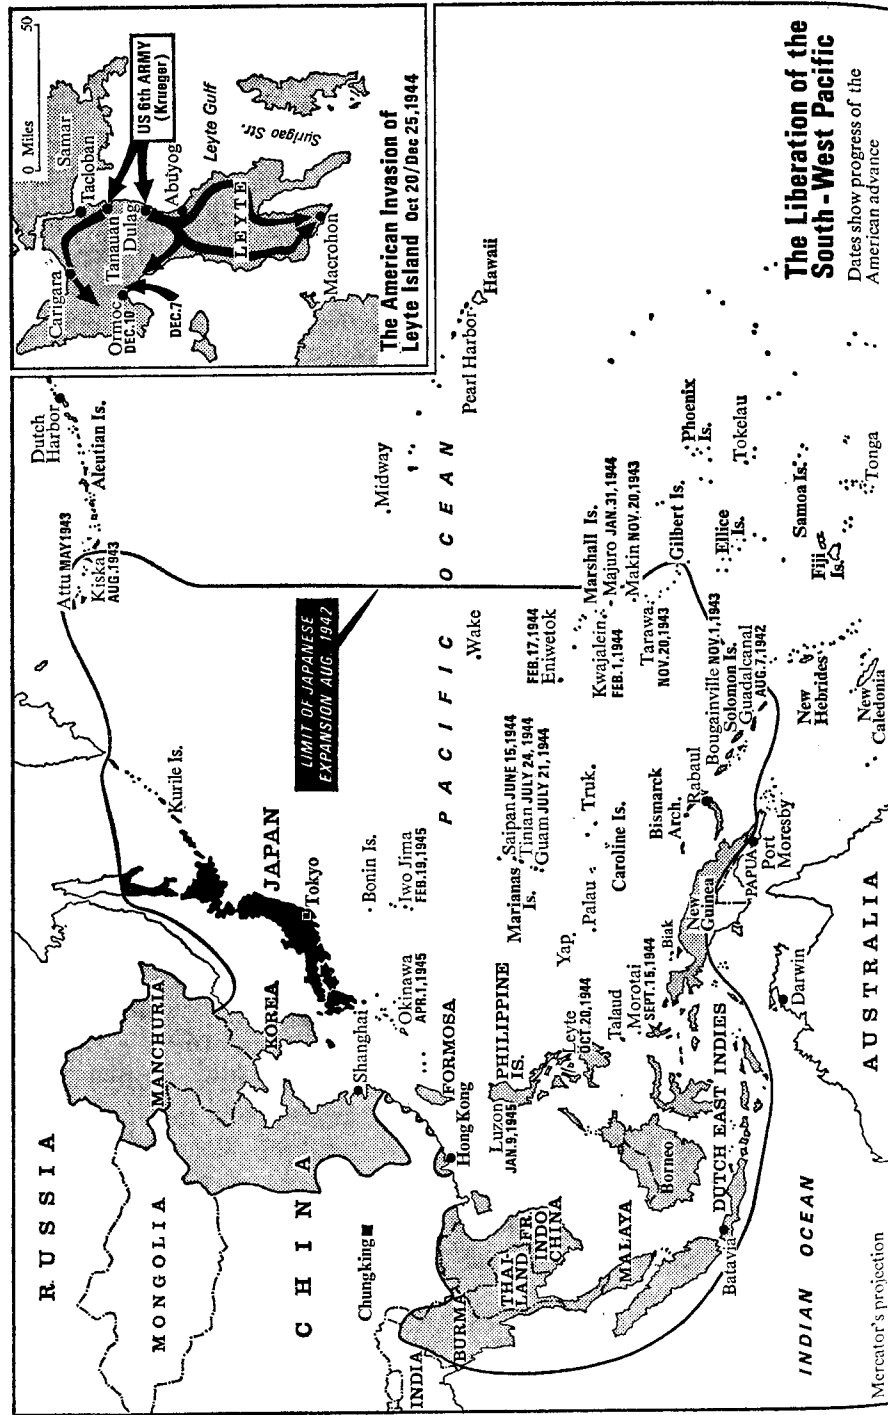 The Liberation of the
South-West Pacific
Dates show progress of the
American advance
0 Miles 50
Samar
Tacloban
US 6th ARMY
(Krueger)
Carigara
Tanauan
Dulag
Abuyog
Leyte Gulf
Surigao Str.
Ormoc
DEC.10
DEC.7
LEYTE
Macrohon
The American Invasion of
Leyte Island Oct 20/Dec 25,1944
RUSSIA
MONGOLIA
MANCHURIA
CHINA
Chungking
KOREA
JAPAN
Tokyo
Kurile Is.
Attu MAY 1943
Kiska
AUG.1943
Dutch
Harbor
Aleutian Is.
LIMIT OF JAPANESE
EXPANSION AUG. 1942
PACIFIC OCEAN
Midway
Pearl Harbor
Hawaii
Wake
Shanghai
Bonin Is.
Iwo Jima
FEB.19,1945
Okinawa
APR.1,1945
FORMOSA
Hong Kong
INDIA
BURMA
THAI-
LAND
FR.
INDO
CHINA
MALAYA
Luzon
JAN.9,1945
PHILIPPINE
IS.
Leyte
OCT.20,1944
Marianas
Is.
Saipan JUNE 15,1944
Tinian JULY 24, 1944
Guam JULY 21, 1944
FEB.17,1944
Eniwetok
Marshall Is.
Kwajalein
FEB.1,1944
Majuro JAN.31,1944
Makin NOV.20,1943
Tarawa
NOV.20,1943
Gilbert Is.
Yap
Palau
Truk
Caroline Is.
Talaud
Morotai
SEPT.15,1944
Biak
Borneo
DUTCH EAST INDIES
Batavia
New
Guinea
PAPUA
Port
Moresby
Bismarck
Arch.
Rabaul
Bougainville NOV.1,1943
Solomon Is.
Guadalcanal
AUG.7,1942
Phoenix
Is.
Tokelau
Ellice
Is.
Samoa Is.
Fiji
Is.
Tonga
New
Hebrides
New
Caledonia
Darwin
AUSTRALIA
INDIAN OCEAN
Mercator's projection